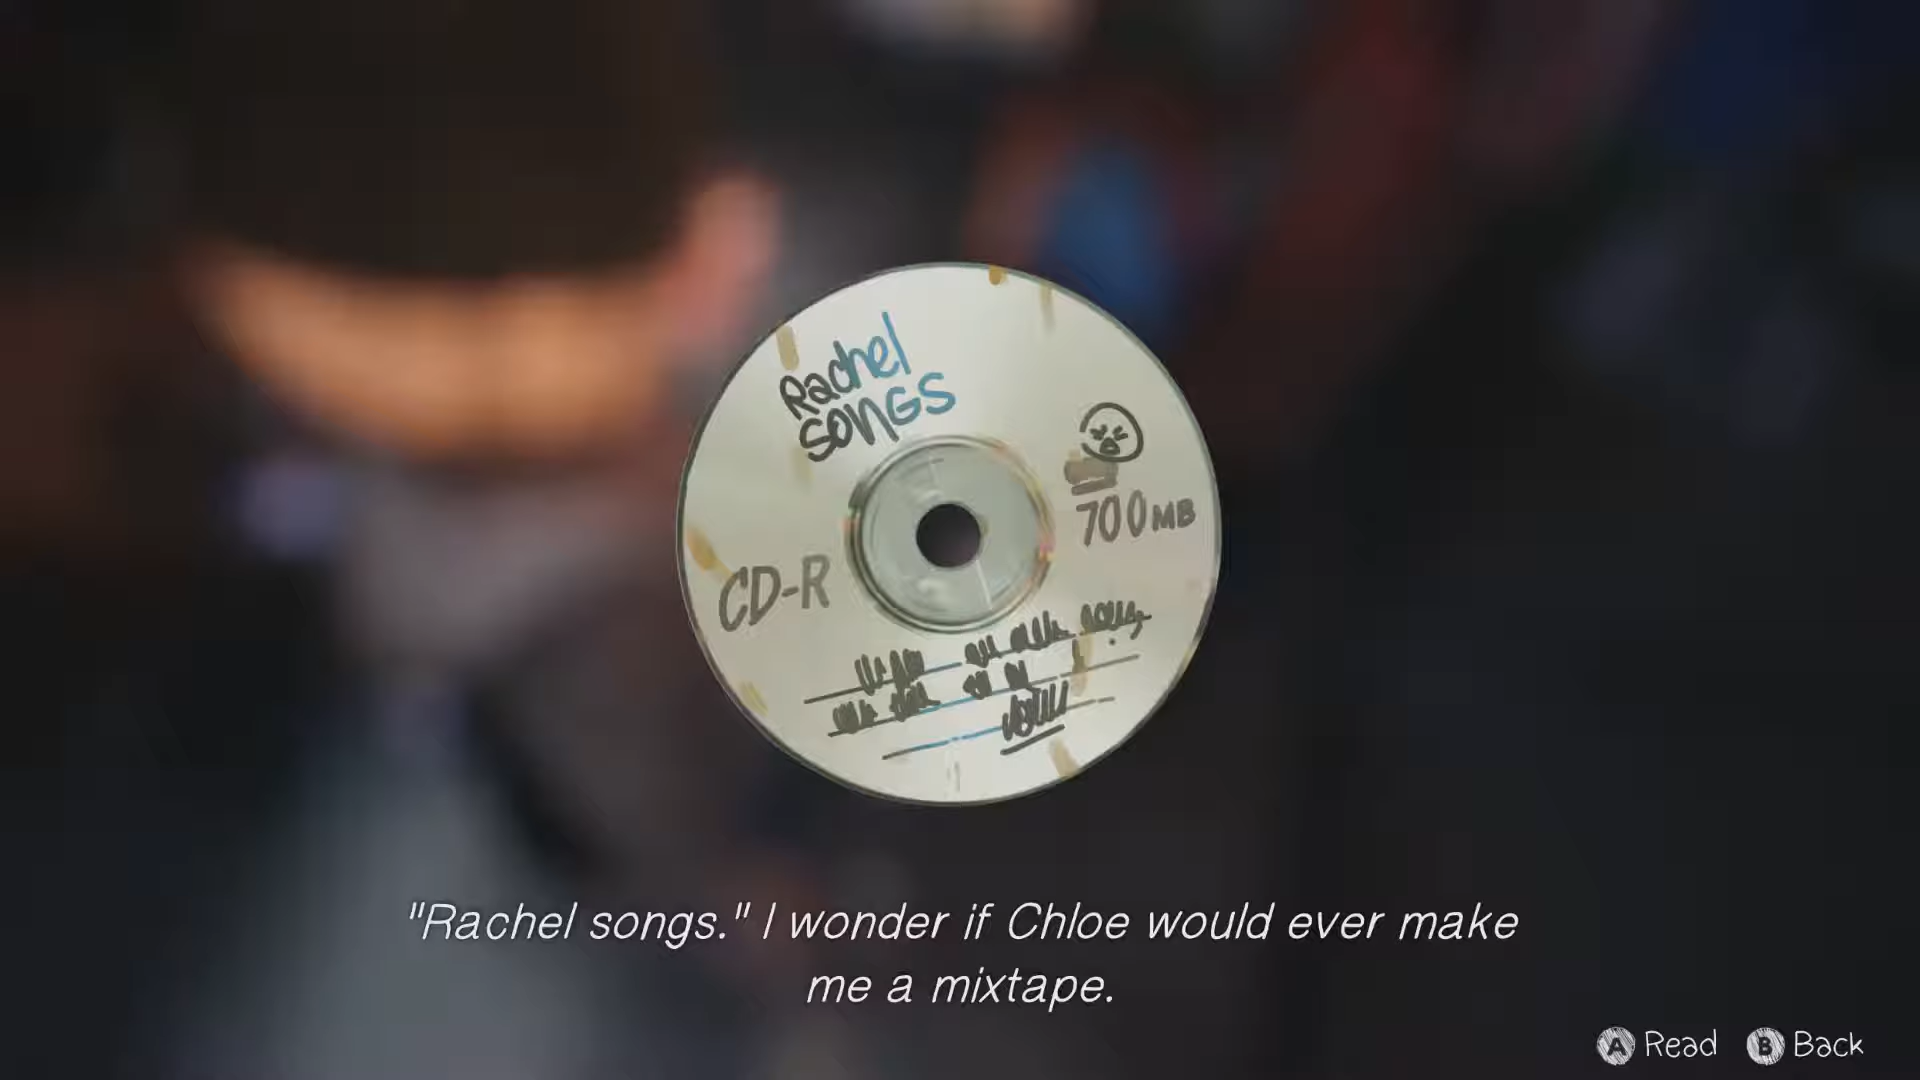 Rachel
SONGS
700MB
CD-R
"Rachel songs." I wonder if Chloe would ever make
me a mixtape.
A Read B Back